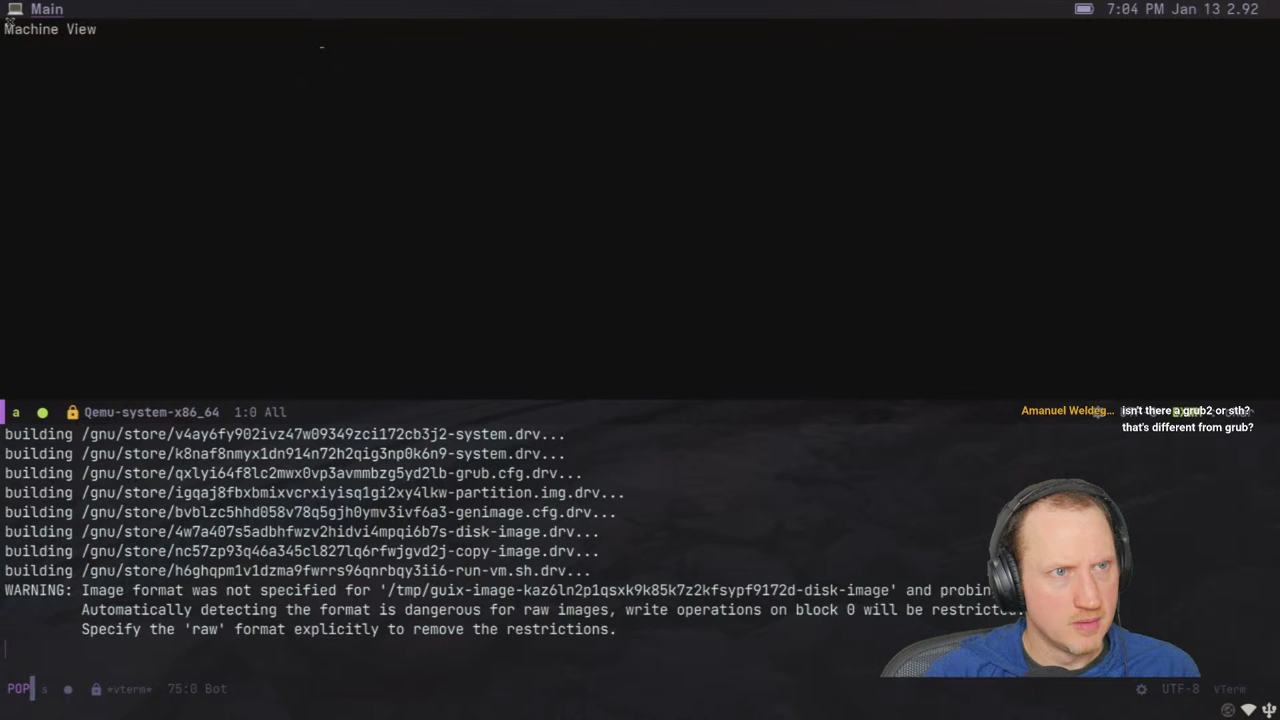 Main
7:04 PM Jan 13 2.92
Machine View
a Qemu-system-x86_64 1:0 All
Amanuel Weldeg... isn't there a grub2 or sth?
that's different from grub?
building /gnu/store/v4ay6fy902ivz47w09349zci172cb3j2-system.drv...
building /gnu/store/k8naf8nmyx1dn914n72h2qig3np0k6n9-system.drv...
building /gnu/store/qxlyi64f8lc2mwx0vp3avmmbzg5yd2lb-grub.cfg.drv...
building /gnu/store/igqaj8fbxbmixvcrxiyisq1gi2xy4lkw-partition.img.drv...
building /gnu/store/bvblzc5hhd058v78q5gjh0ymv3ivf6a3-genimage.cfg.drv...
building /gnu/store/4w7a407s5adbhfwzv2hidvi4mpqi6b7s-disk-image.drv...
building /gnu/store/nc57zp93q46a345cl827lq6rfwjgvd2j-copy-image.drv...
building /gnu/store/h6ghqpm1v1dzma9fwrrs96qnrbqy3ii6-run-vm.sh.drv...
WARNING: Image format was not specified for '/tmp/guix-image-kaz6ln2p1qsxk9k85k7z2kfsypf9172d-disk-image' and probin
Automatically detecting the format is dangerous for raw images, write operations on block 0 will be restricted.
Specify the 'raw' format explicitly to remove the restrictions.
POP s *vterm* 75:0 Bot
UTF-8 VTerm